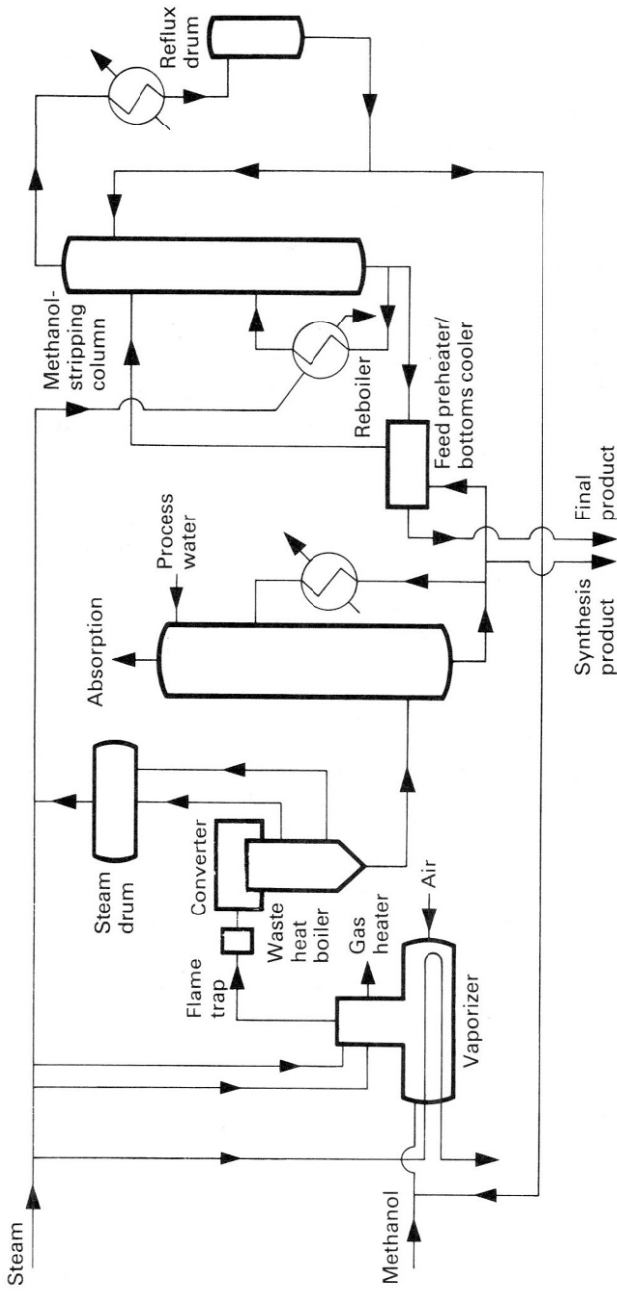 Steam
Methanol
Vaporizer
Air
Gas
heater
Flame
trap
Waste
heat
boiler
Converter
Steam
drum
Absorption
Process
water
Synthesis
product
Final
product
Feed preheater/
bottoms cooler
Reboiler
Methanol-
stripping
column
Reflux
drum